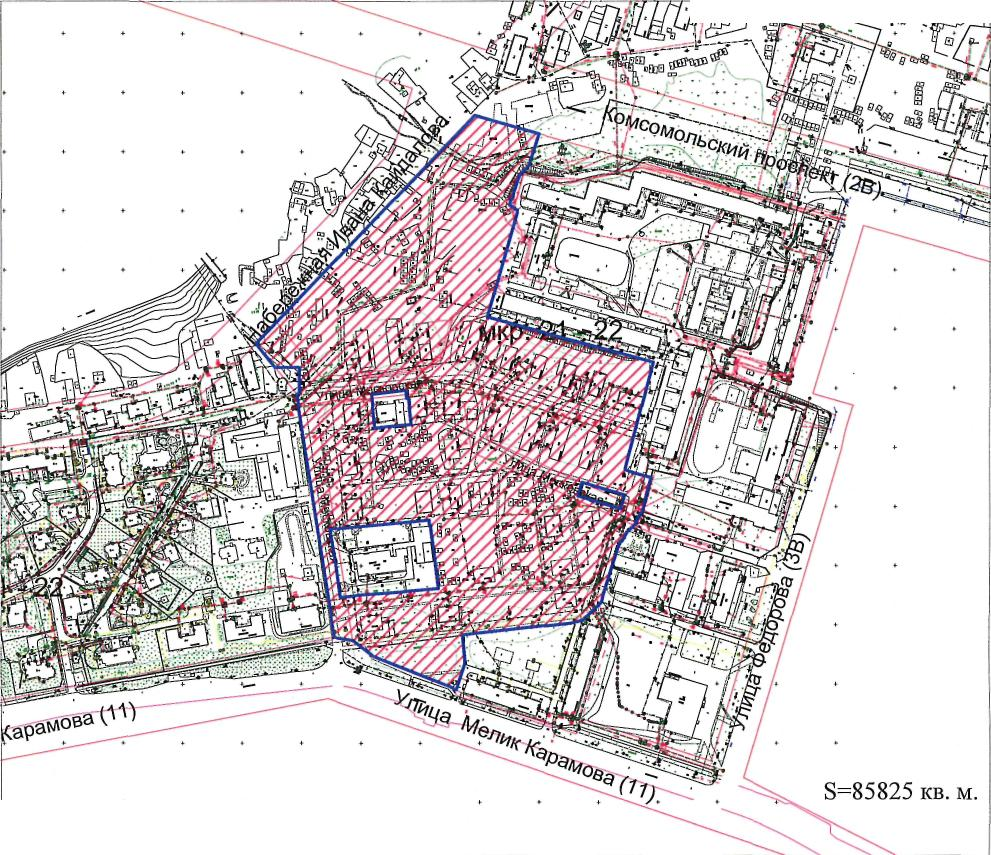 Комсомольский проспект (2В)
Набережная Ивана Кайдалова
мкр. 21 - 22
22
Улица Федорова (3В)
Карамова (11)
Улица Мелик Карамова (11)
S=85825 кв. м.